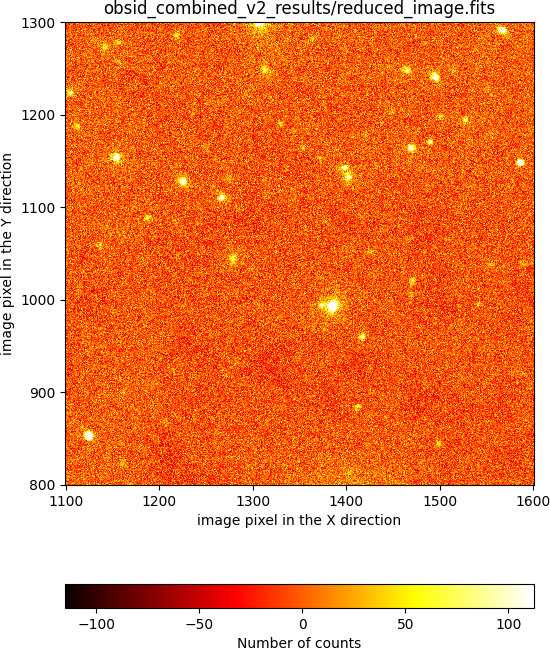 obsid_combined_v2_results/reduced_image.fits
1300
1200
1100
1000
900
800
image pixel in the Y direction
1100 1200 1300 1400 1500 1600
image pixel in the X direction
−100 −50 0 50 100
Number of counts